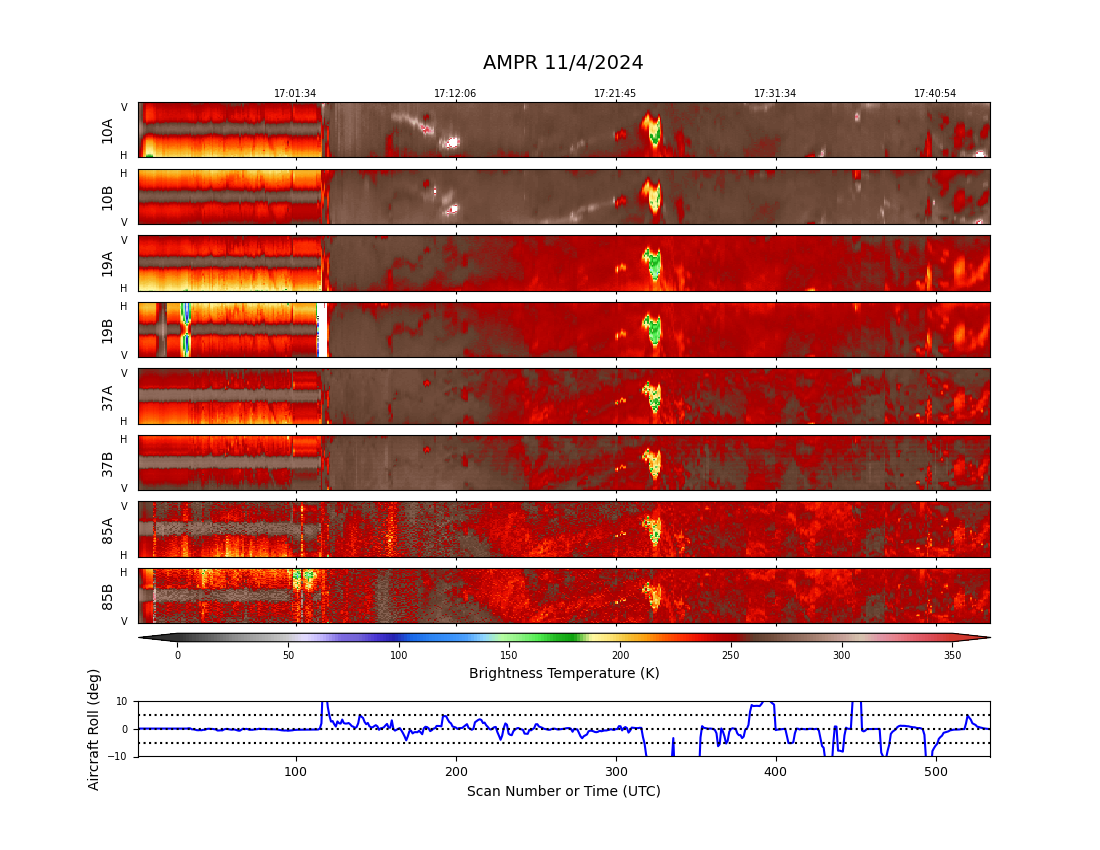 AMPR 11/4/2024
17:01:34 17:12:06 17:21:45 17:31:34 17:40:54
V
10A
H
H
10B
V
V
19A
H
H
19B
V
V
37A
H
H
37B
V
V
85A
H
H
85B
V
0 50 100 150 200 250 300 350
Brightness Temperature (K)
Aircraft Roll (deg)
10
0
−10
100 200 300 400 500
Scan Number or Time (UTC)